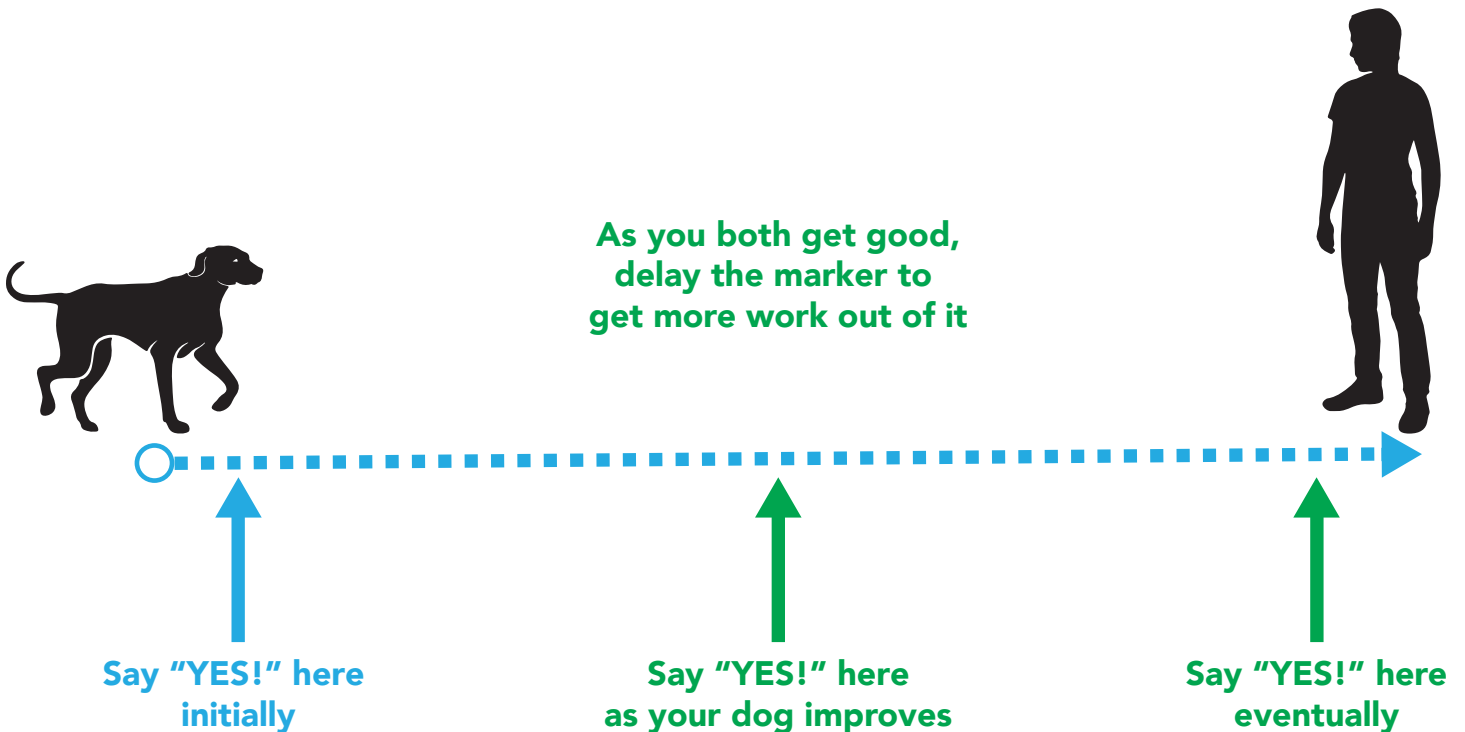 As you both get good,
delay the marker to
get more work out of it
Say “YES!” here
initially
Say “YES!” here
as your dog improves
Say “YES!” here
eventually